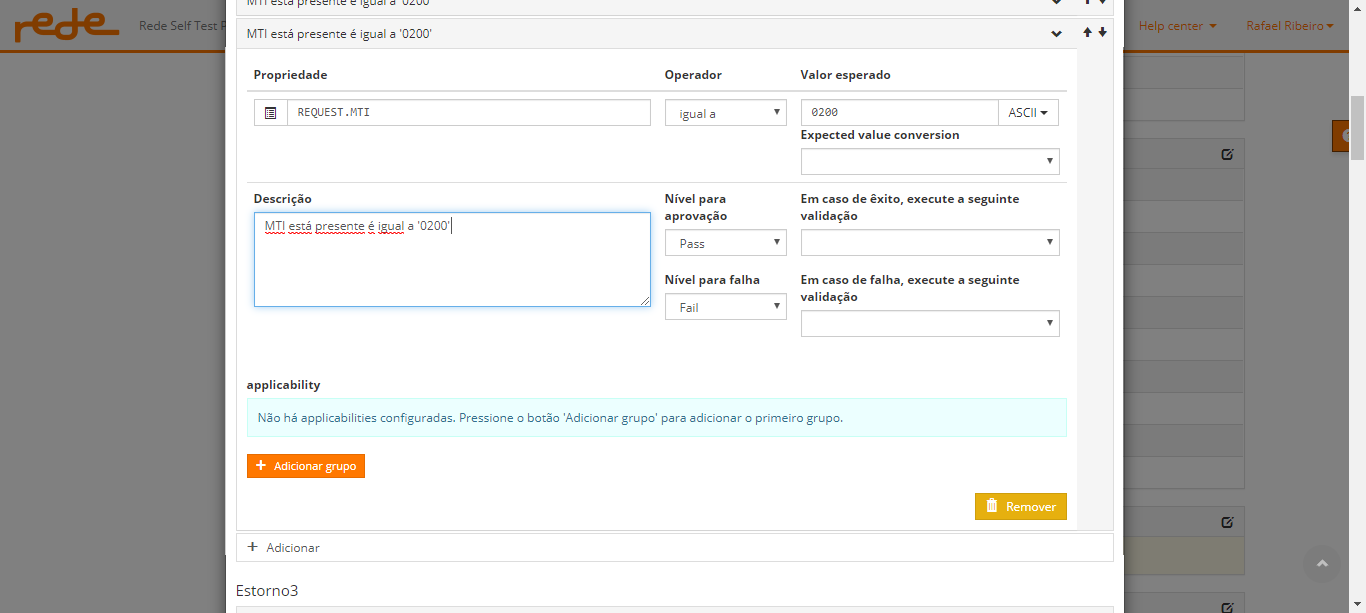 MTI está presente é igual a '0200'
rede
Rede Self Test P
Help center
Rafael Ribeiro
MTI está presente é igual a '0200'
Propriedade
Operador
Valor esperado
REQUEST.MTI
igual a
0200
ASCII
Expected value conversion
Descrição
MTI está presente é igual a '0200'
Nível para
aprovação
Pass
Em caso de êxito, execute a seguinte
validação
Nível para falha
Fail
Em caso de falha, execute a seguinte
validação
applicability
Não há applicabilities configuradas. Pressione o botão 'Adicionar grupo' para adicionar o primeiro grupo.
+ Adicionar grupo
Remover
+ Adicionar
Estorno3